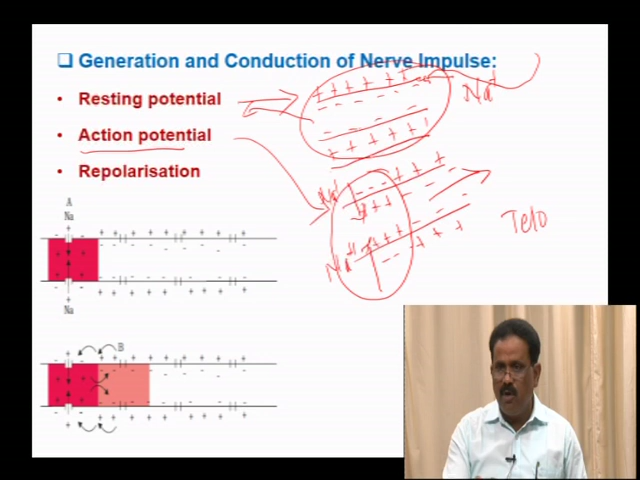 Generation and Conduction of Nerve Impulse:
Resting potential
Na+
Action potential
Repolarisation
Na+
Na+
Telo
A
Na
Na
B